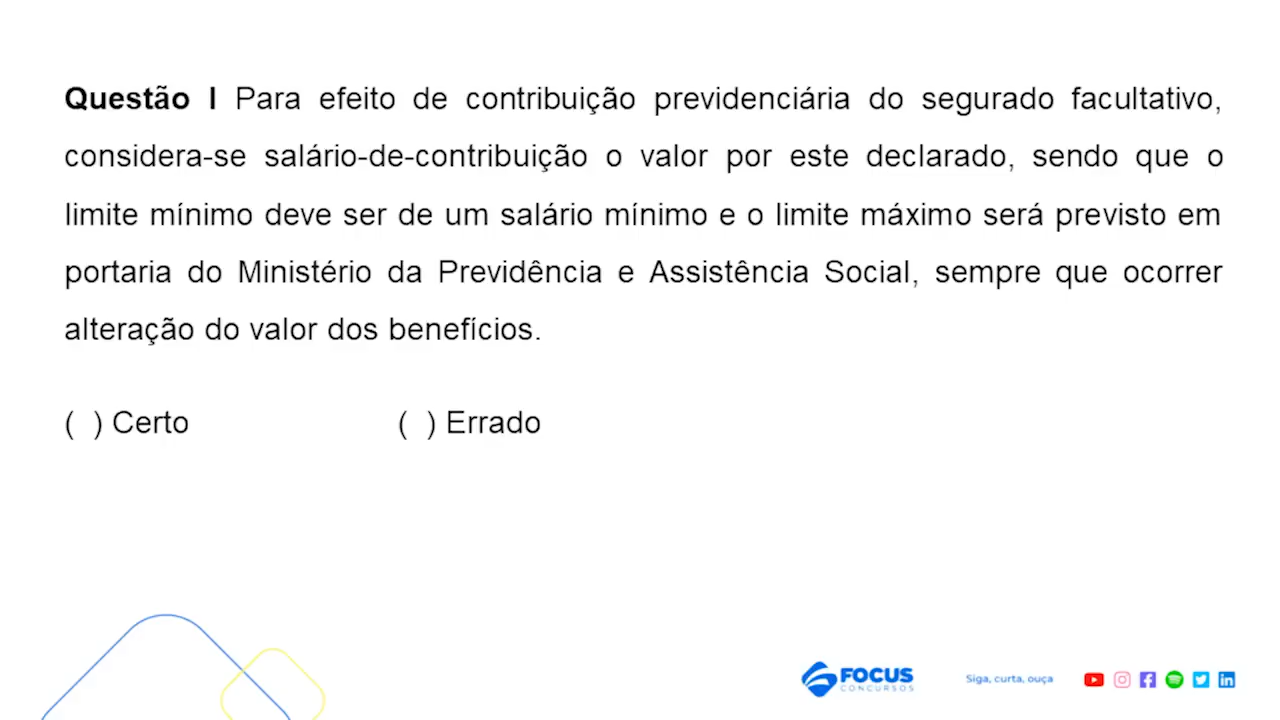 Questão I Para efeito de contribuição previdenciária do segurado facultativo,
considera-se salário-de-contribuição o valor por este declarado, sendo que o
limite mínimo deve ser de um salário mínimo e o limite máximo será previsto em
portaria do Ministério da Previdência e Assistência Social, sempre que ocorrer
alteração do valor dos benefícios.
( ) Certo ( ) Errado
FOCUS
CONCURSOS
Siga, curta, ouça